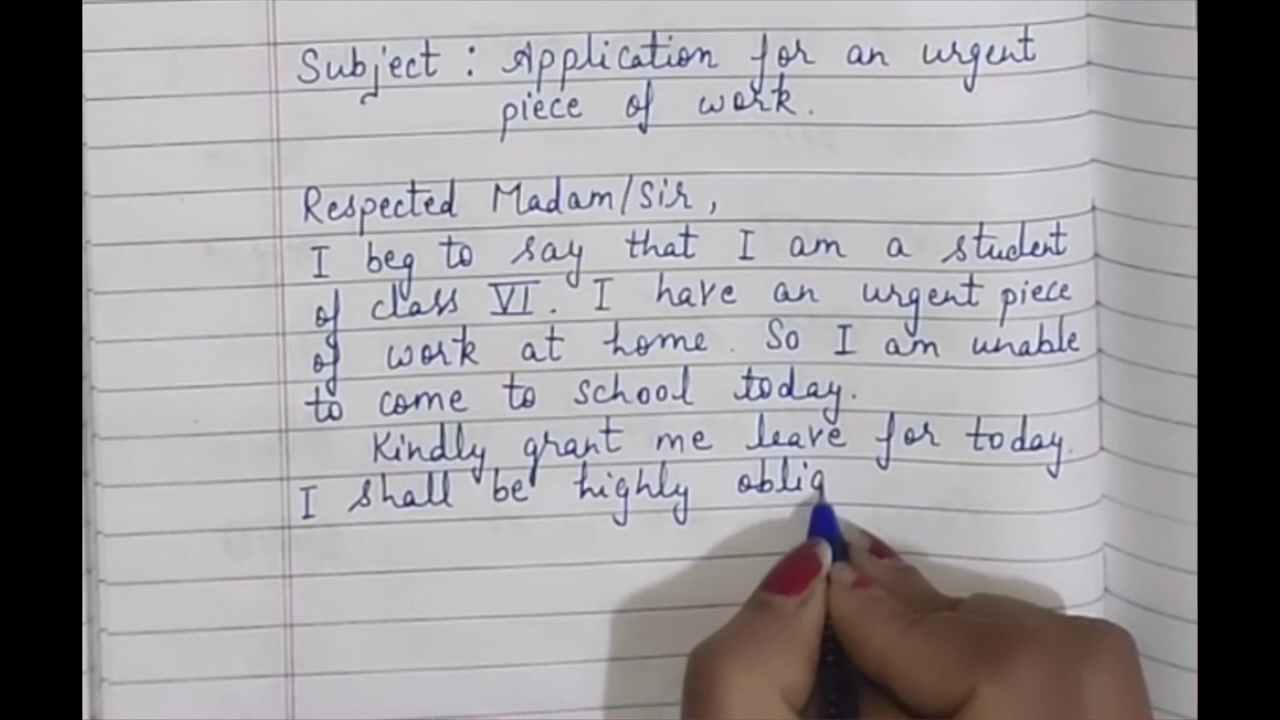 Subject : Application for an urgent
piece of work.
Respected Madam/Sir,
I beg to say that I am a student
of class VI. I have an urgent piece
of work at home. So I am unable
to come to school today.
Kindly grant me leave for today.
I shall be highly oblig